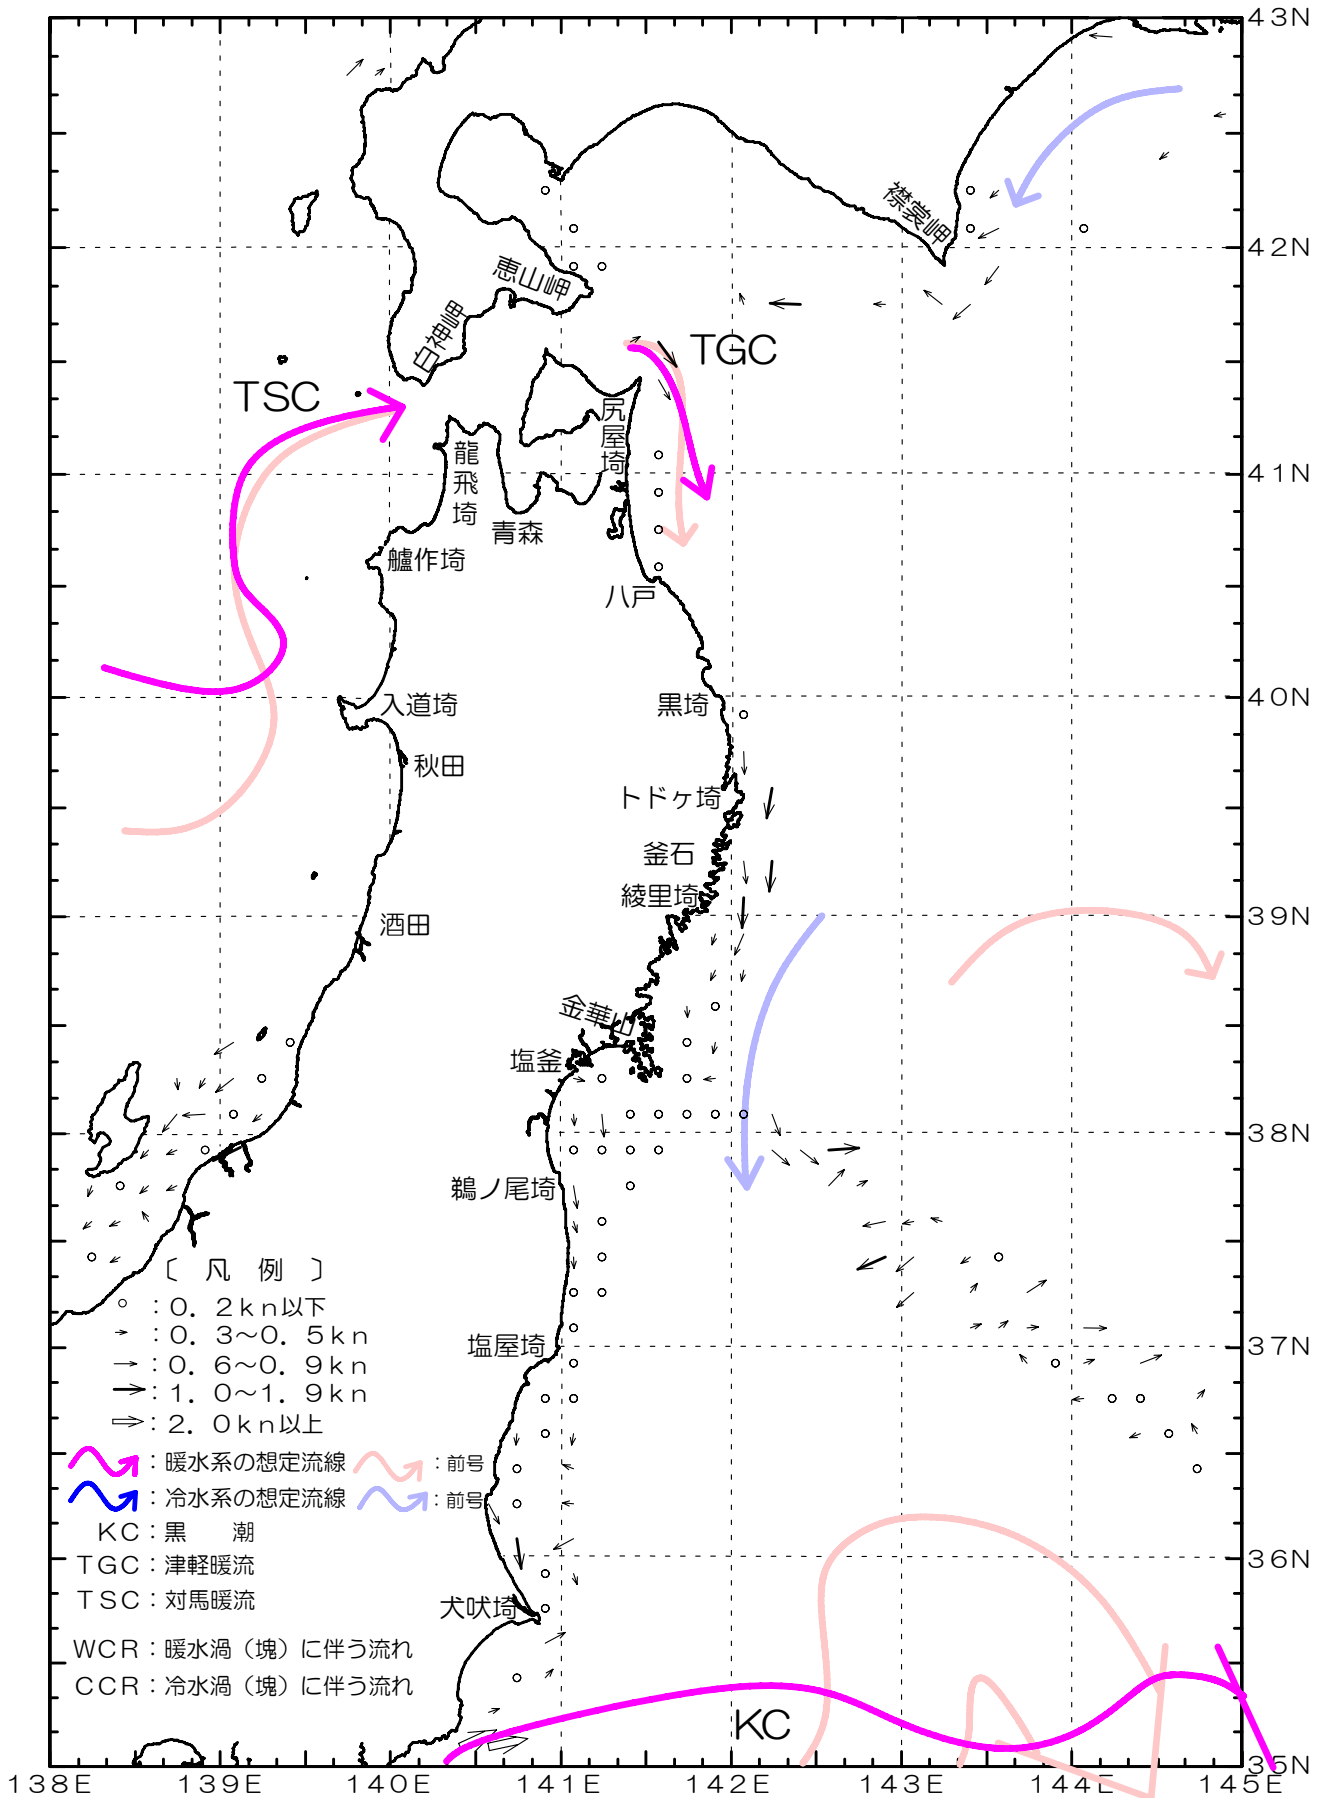 43N
襟裳岬
42N
恵山岬
白神岬
TGC
TSC
尻屋埼
龍飛埼
41N
青森
艫作埼
八戸
入道埼
黒埼
40N
秋田
トドヶ埼
釜石
綾里埼
39N
酒田
金華山
塩釜
38N
鵜ノ尾埼
〔 凡 例 〕
:0.2kn以下
:0.3~0.5kn
塩屋埼
37N
:0.6~0.9kn
:1.0~1.9kn
:2.0kn以上
:暖水系の想定流線 :前号
:冷水系の想定流線 :前号
KC:黒 潮
36N
TGC:津軽暖流
TSC:対馬暖流
犬吠埼
WCR:暖水渦(塊)に伴う流れ
CCR:冷水渦(塊)に伴う流れ
KC
35N
138E 139E 140E 141E 142E 143E 144E 145E